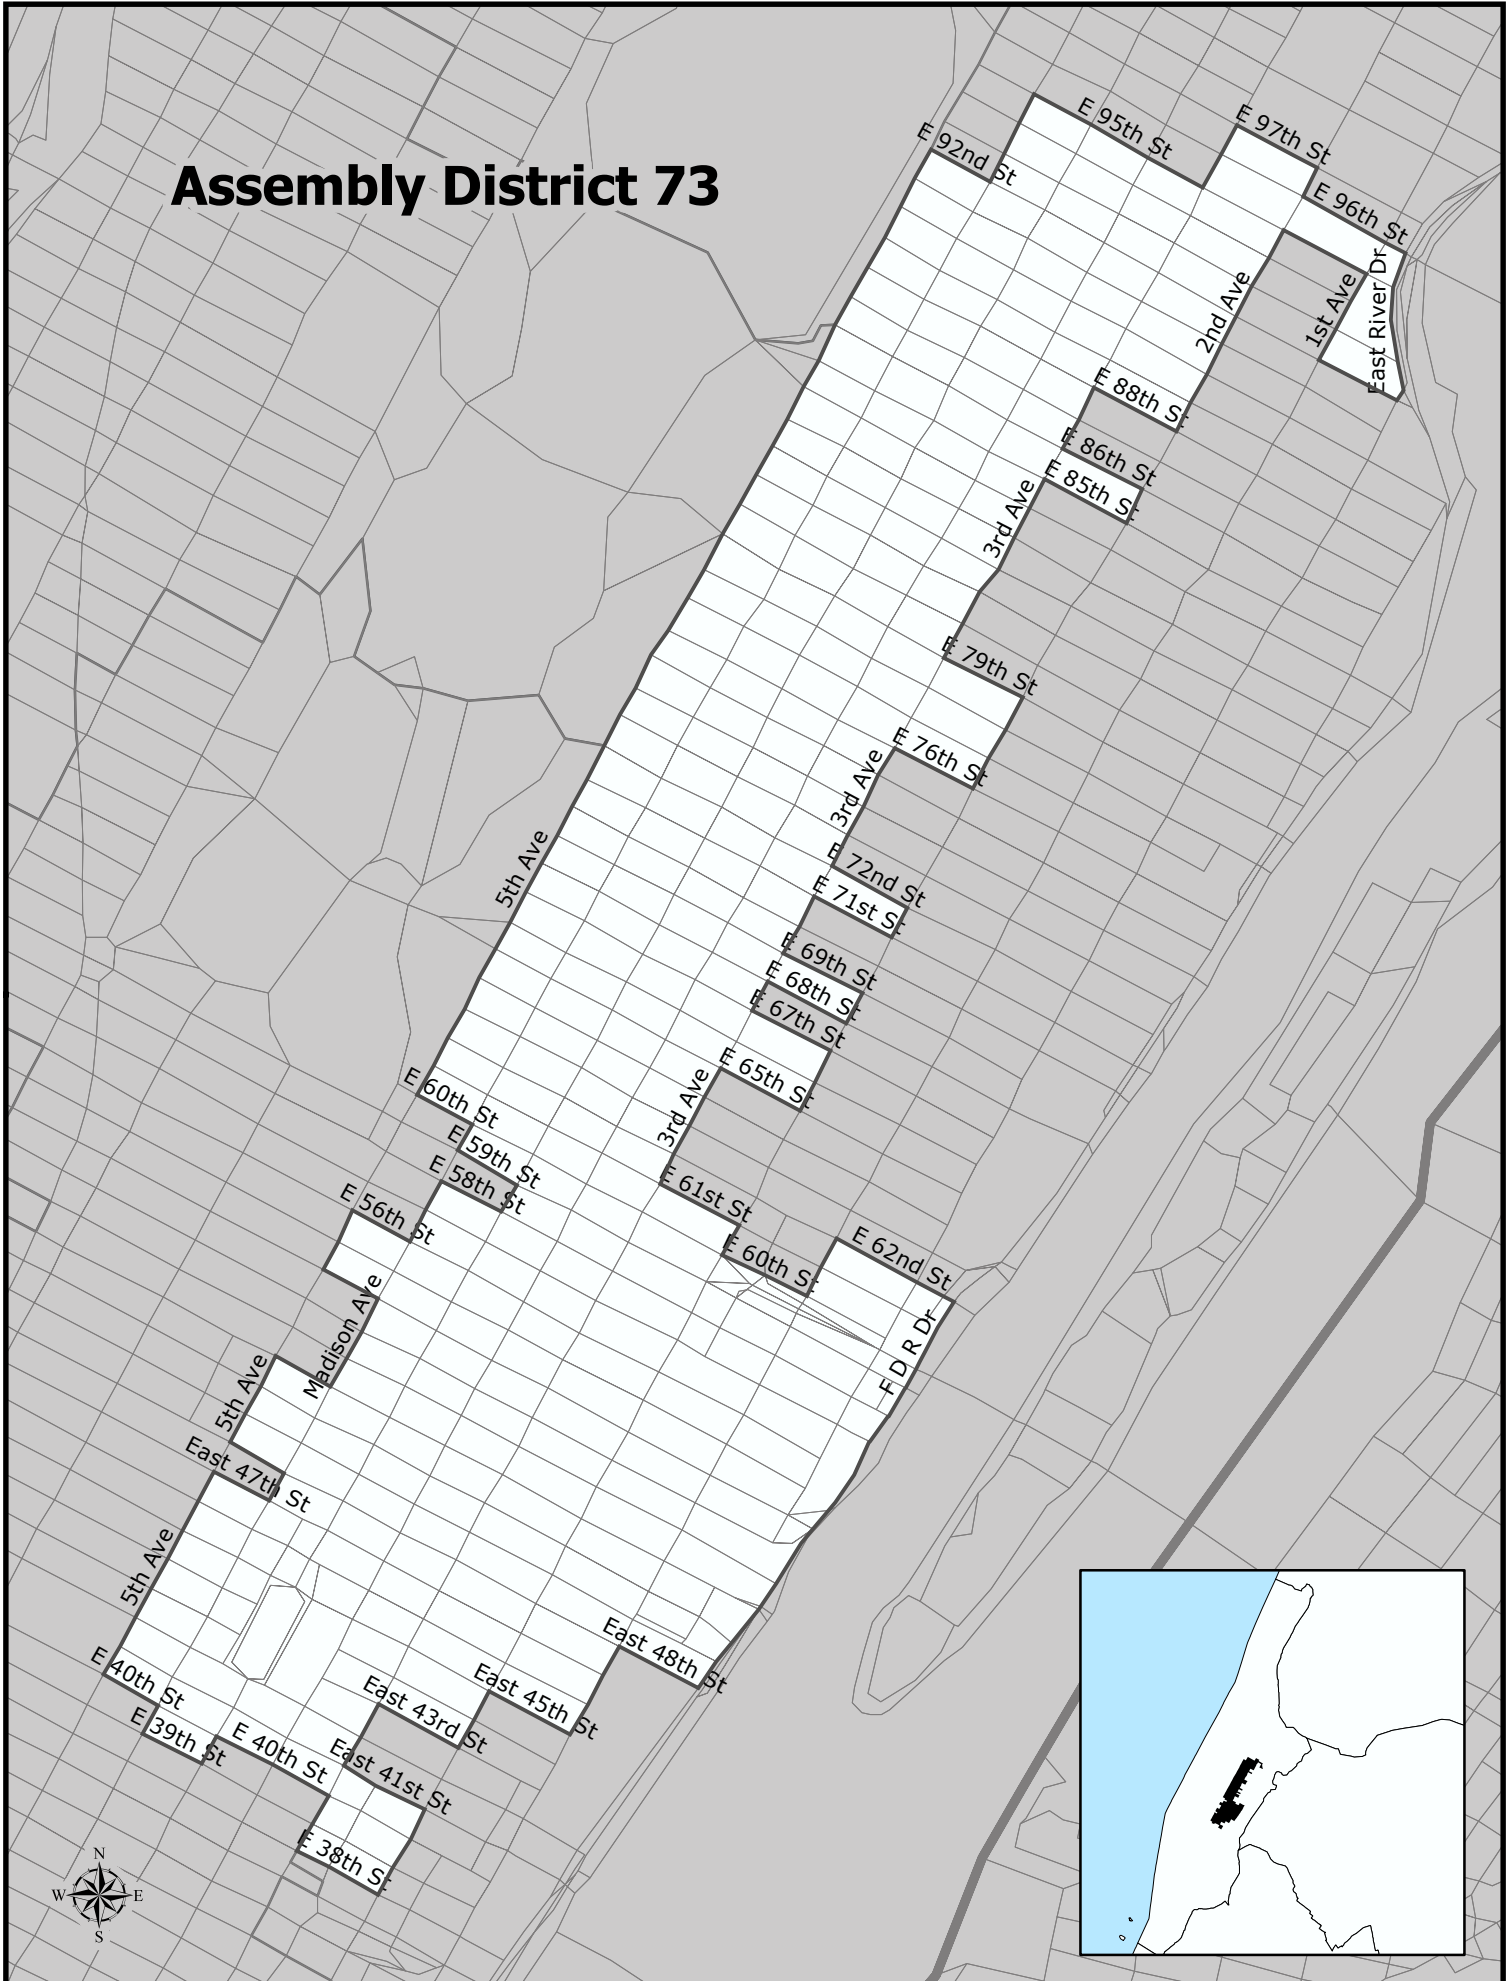 E 95th St
E 97th St
E 92nd St
Assembly District 73
E 96th St
East River Dr
2nd Ave
1st Ave
E 88th St
E 86th St
E 85th St
3rd Ave
E 79th St
E 76th St
3rd Ave
5th Ave
E 72nd St
E 71st St
E 69th St
E 68th St
E 67th St
E 65th St
3rd Ave
E 60th St
E 59th St
E 58th St
E 61st St
E 56th St
E 60th St
E 62nd St
Madison Ave
F D R Dr
5th Ave
East 47th St
5th Ave
East 48th St
E 40th St
East 45th St
East 43rd St
E 39th St
E 40th St
East 41st St
E 38th St
N
W
E
S